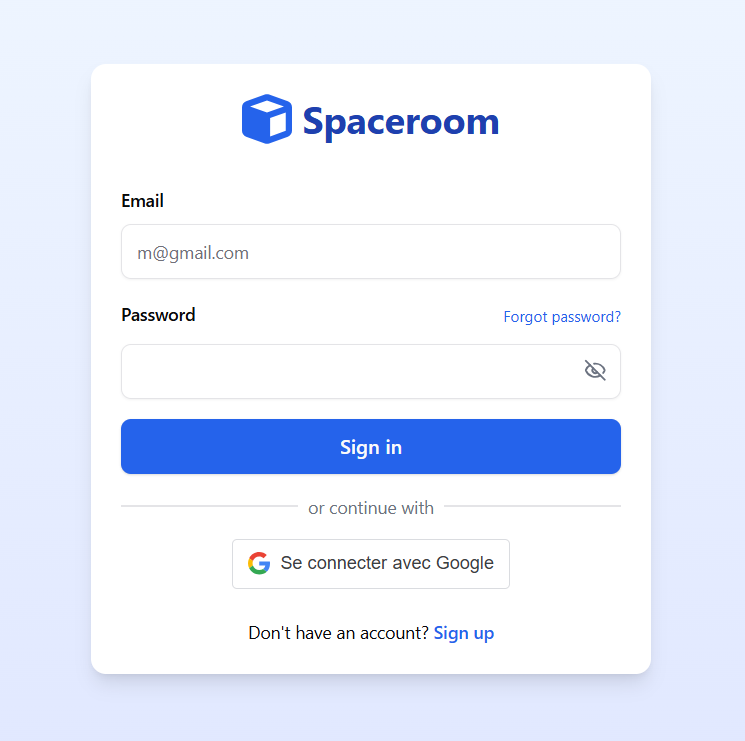 Spaceroom
Email
m@gmail.com
Password
Forgot password?
Sign in
or continue with
Se connecter avec Google
Don't have an account? Sign up